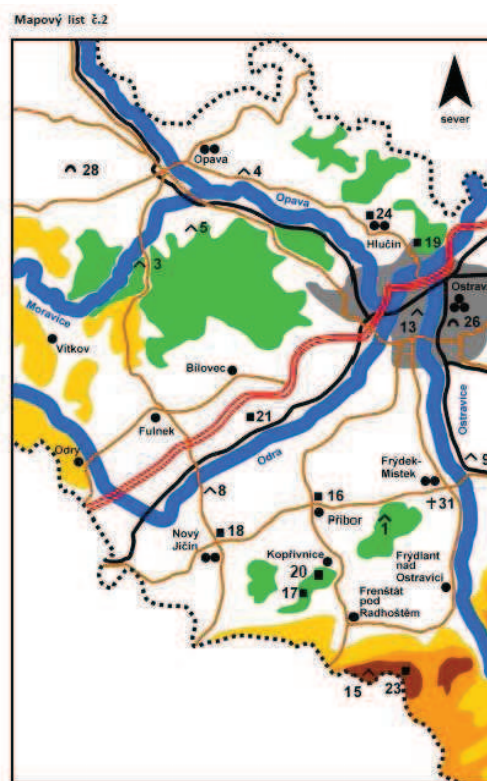 Mapový list č.2
sever
Opava
4
28
Opava
24
Hlučín
19
5
3
Moravice
Ostrav
13
26
Vítkov
Bílovec
21
Fulnek
Odra
Ostravice
Odry
Frýdek-
Místek
9
8
16
31
Příbor
1
Nový
Jičín
18
Kopřivnice
20
17
Frýdlant
nad
Ostravicí
Frenštát
pod
Radhoštěm
15
23